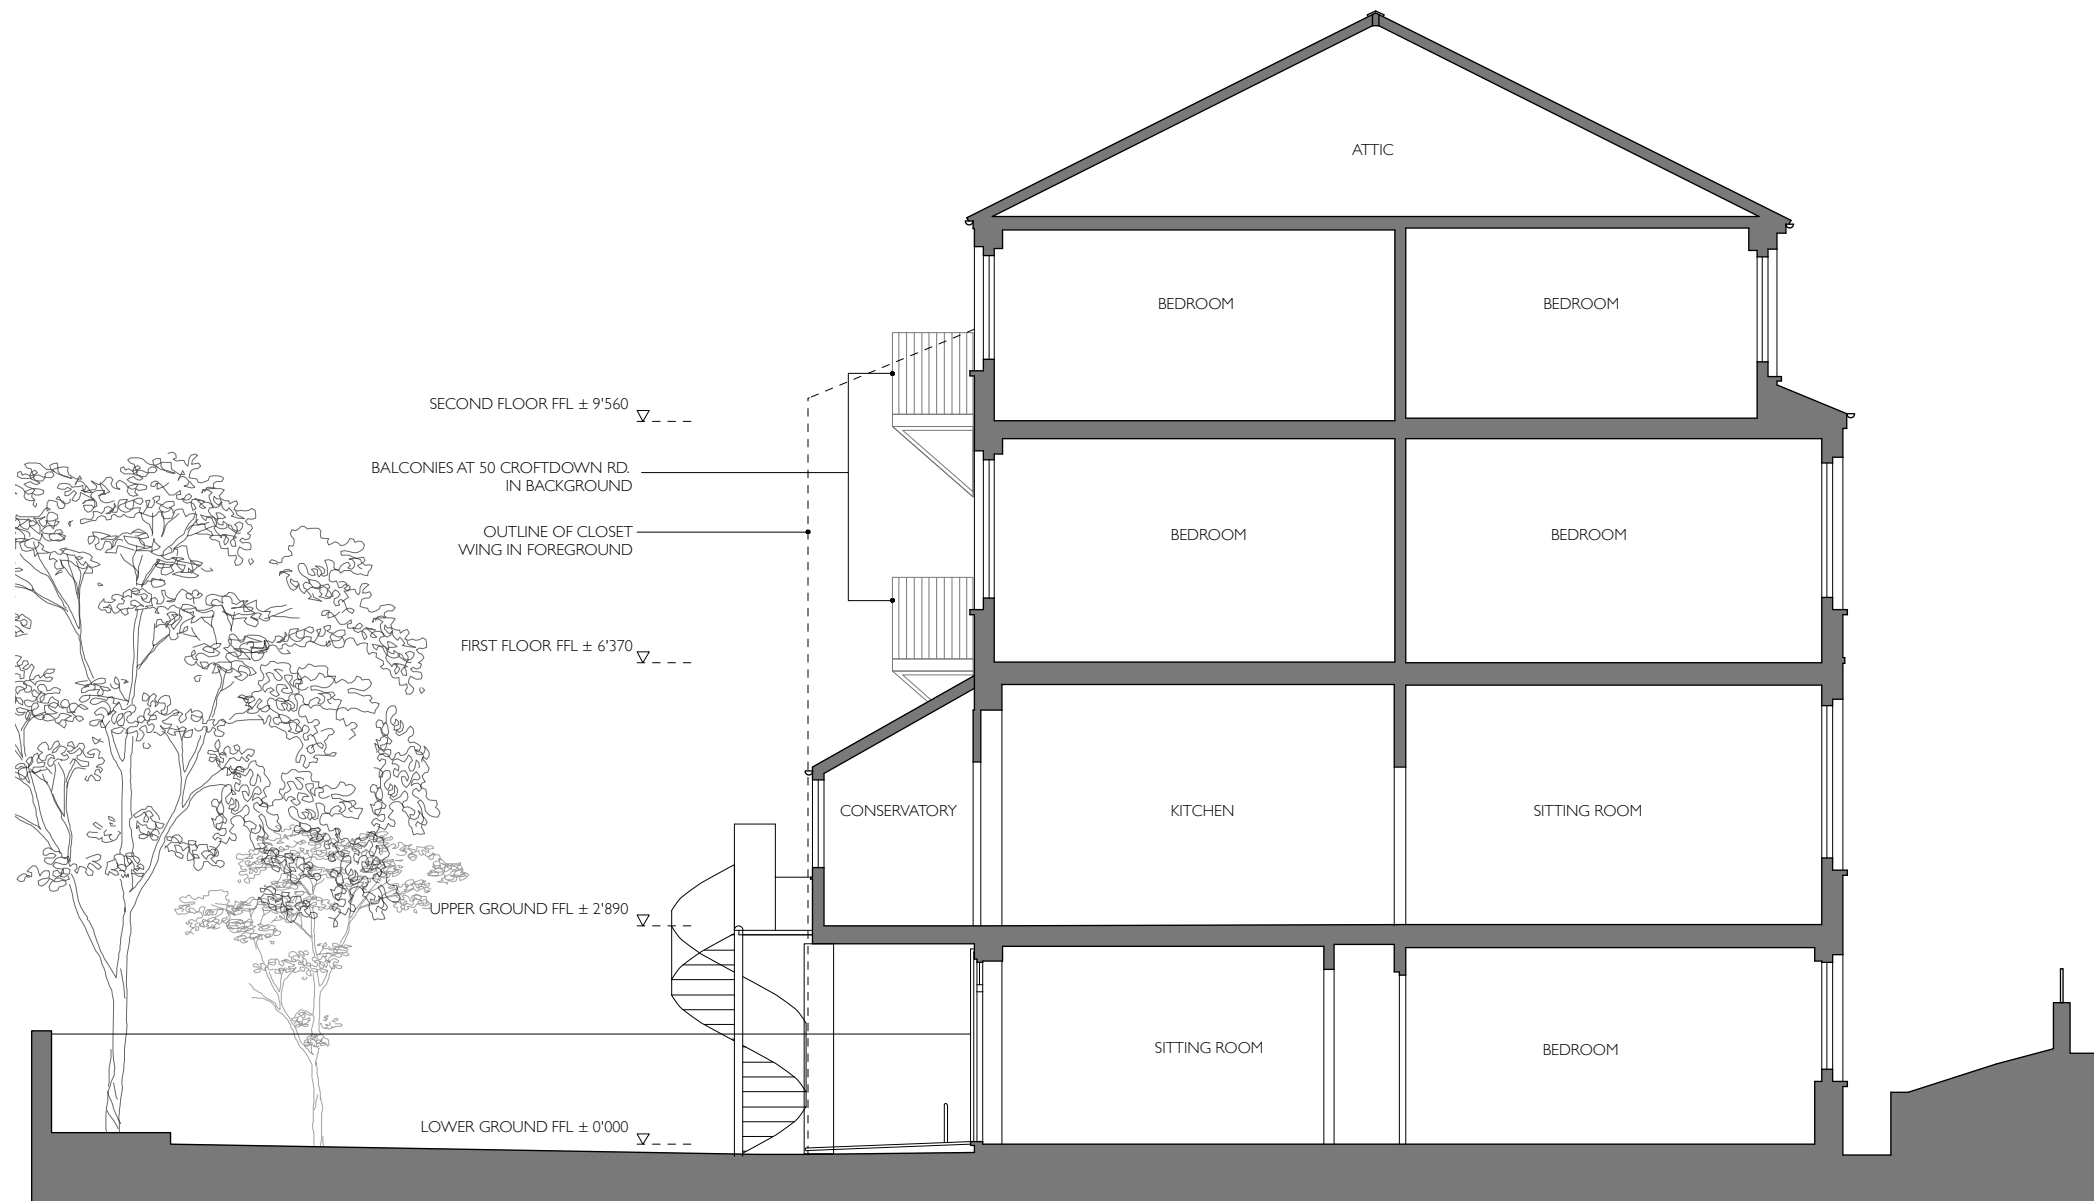 ATTIC
BEDROOM
BEDROOM
SECOND FLOOR FFL ± 9'560
BALCONIES AT 50 CROFTDOWN RD.
IN BACKGROUND
OUTLINE OF CLOSET
WING IN FOREGROUND
BEDROOM
BEDROOM
FIRST FLOOR FFL ± 6'370
CONSERVATORY
KITCHEN
SITTING ROOM
UPPER GROUND FFL ± 2'890
SITTING ROOM
BEDROOM
LOWER GROUND FFL ± 0'000